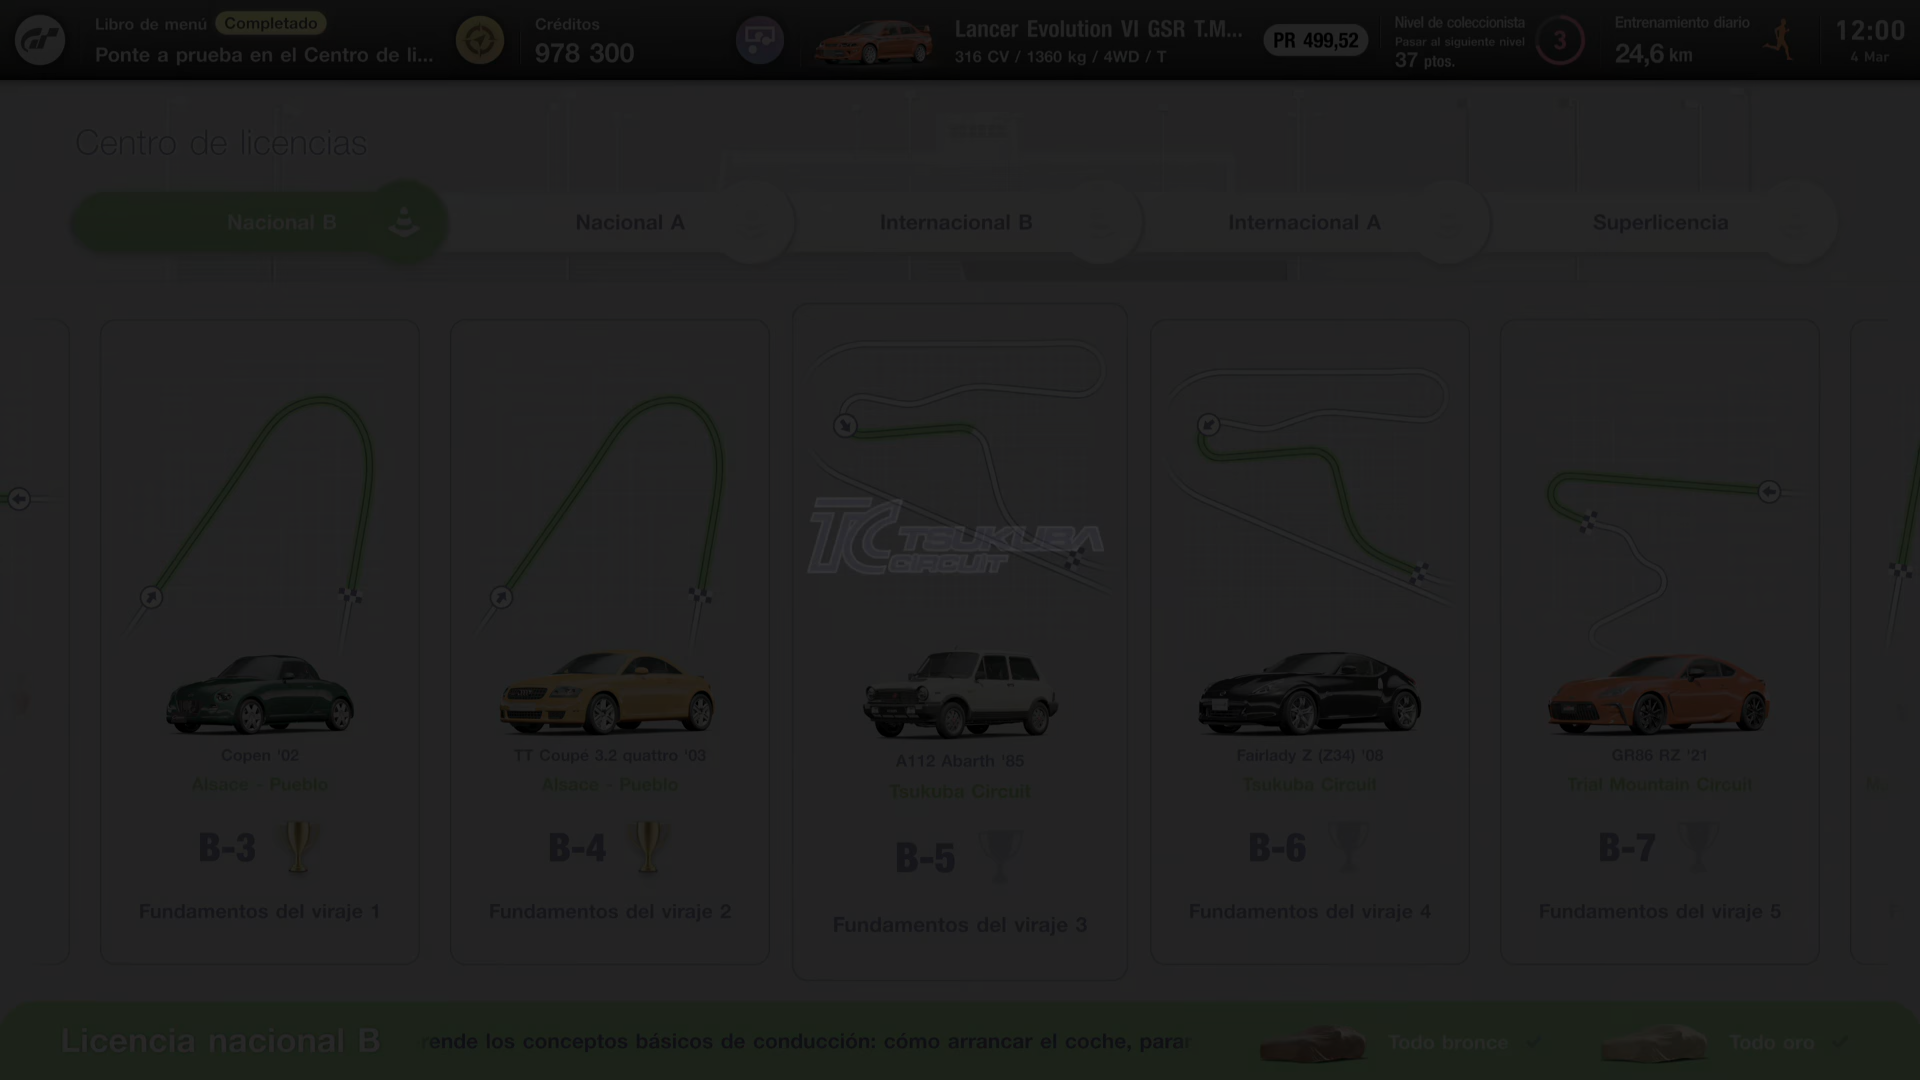 Libro de menú Completado
Ponte a prueba en el Centro de li...
Créditos
978 300
Lancer Evolution VI GSR T.M...
316 CV / 1360 kg / 4WD / T
PR 499,52
Nivel de coleccionista
Pasar al siguiente nivel
37 ptos.
3
Entrenamiento diario
24,6 km
12:00
4 Mar
Centro de licencias
Nacional B
Nacional A
Internacional B
Internacional A
Superlicencia
TC TSUKUBA CIRCUIT
Copen '02
Alsace - Pueblo
B-3
Fundamentos del viraje 1
TT Coupé 3.2 quattro '03
Alsace - Pueblo
B-4
Fundamentos del viraje 2
A112 Abarth '85
Tsukuba Circuit
B-5
Fundamentos del viraje 3
Fairlady Z (Z34) '08
Tsukuba Circuit
B-6
Fundamentos del viraje 4
GR86 RZ '21
Trial Mountain Circuit
B-7
Fundamentos del viraje 5
Licencia nacional B
rende los conceptos básicos de conducción: cómo arrancar el coche, parar
Todo bronce
Todo oro